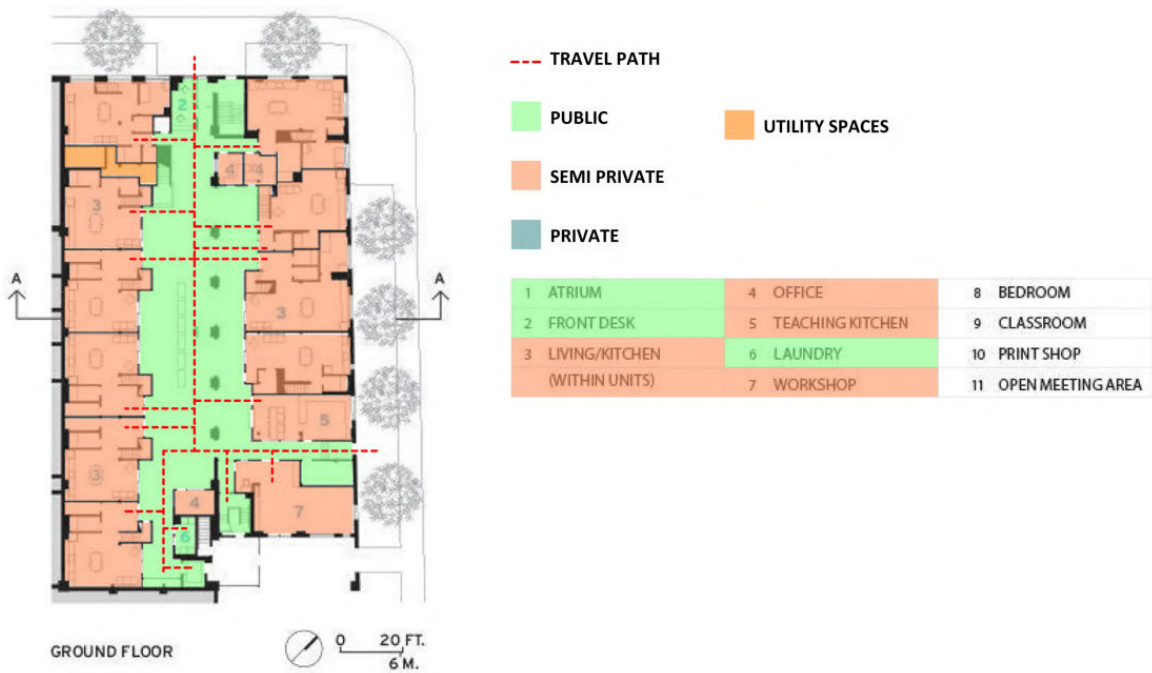 TRAVEL PATH
PUBLIC
UTILITY SPACES
SEMI PRIVATE
PRIVATE
1 ATRIUM
4 OFFICE
8 BEDROOM
2 FRONT DESK
5 TEACHING KITCHEN
9 CLASSROOM
3 LIVING/KITCHEN
6 LAUNDRY
10 PRINT SHOP
(WITHIN UNITS)
7 WORKSHOP
11 OPEN MEETING AREA
2
4 4
3
A
A
3
5
3
4
7
6
GROUND FLOOR
0 20 FT.
6 M.